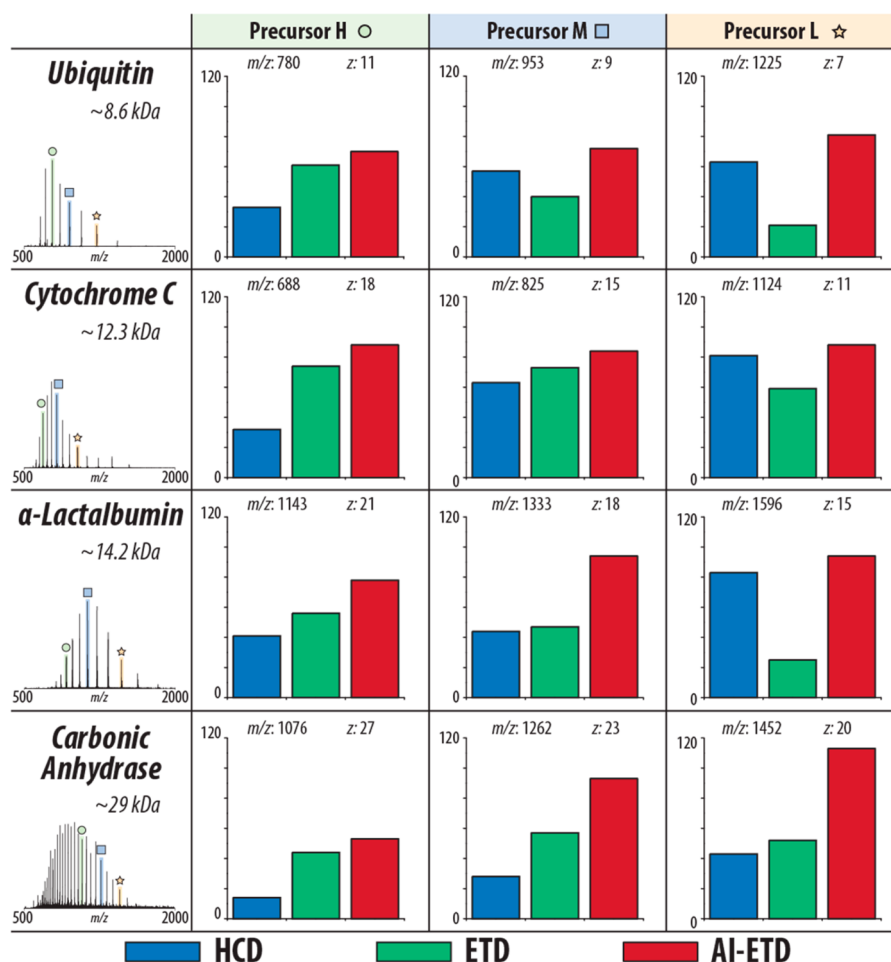 Precursor H Precursor M Precursor L
Ubiquitin
~8.6 kDa
500 m/z 2000
m/z: 780 z: 11
120
0
m/z: 953 z: 9
120
0
m/z: 1225 z: 7
120
0
Cytochrome C
~12.3 kDa
500 m/z 2000
m/z: 688 z: 18
120
0
m/z: 825 z: 15
120
0
m/z: 1124 z: 11
120
0
α-Lactalbumin
~14.2 kDa
500 m/z 2000
m/z: 1143 z: 21
120
0
m/z: 1333 z: 18
120
0
m/z: 1596 z: 15
120
0
Carbonic
Anhydrase
~29 kDa
500 m/z 2000
m/z: 1076 z: 27
120
0
m/z: 1262 z: 23
120
0
m/z: 1452 z: 20
120
0
HCD ETD AI-ETD